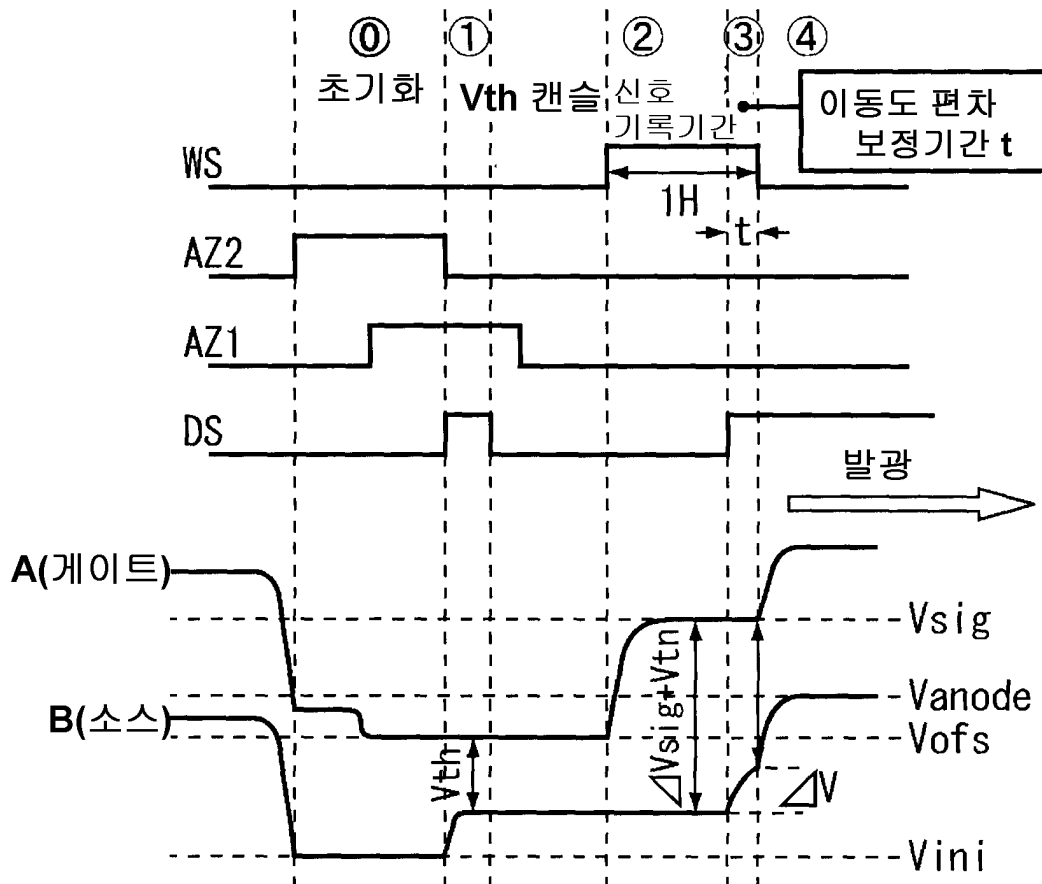 ⓪ ① ② ③ ④
초기화
Vth 캔슬
신호
기록기간
이동도 편차
보정기간 t
WS
1H
t
AZ2
AZ1
DS
발광
A(게이트)
Vsig
⊿Vsig+Vtn
Vanode
B(소스)
Vofs
Vth
⊿V
Vini